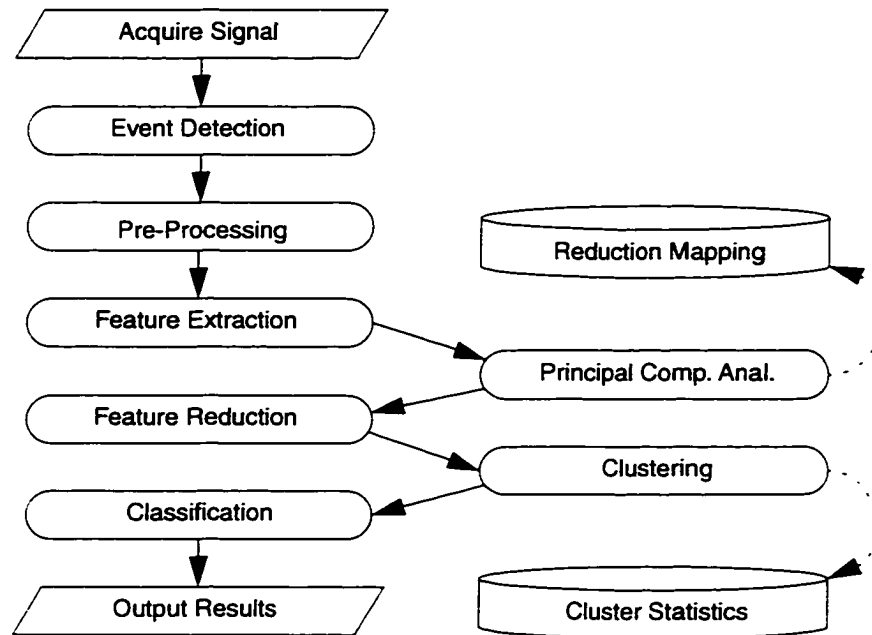 Acquire Signal
Event Detection
Pre-Processing
Reduction Mapping
Feature Extraction
Principal Comp. Anal.
Feature Reduction
Clustering
Classification
Output Results
Cluster Statistics